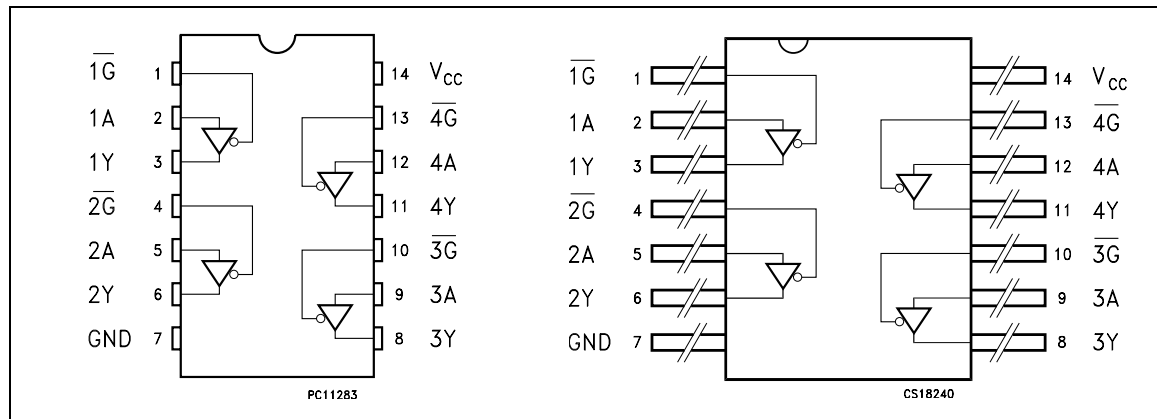 1G̅ 1 14 VCC
1A 2 13 4G̅
1Y 3 12 4A
2G̅ 4 11 4Y
2A 5 10 3G̅
2Y 6 9 3A
GND 7 8 3Y
PC11283
1G̅ 1 14 VCC
1A 2 13 4G̅
1Y 3 12 4A
2G̅ 4 11 4Y
2A 5 10 3G̅
2Y 6 9 3A
GND 7 8 3Y
CS18240